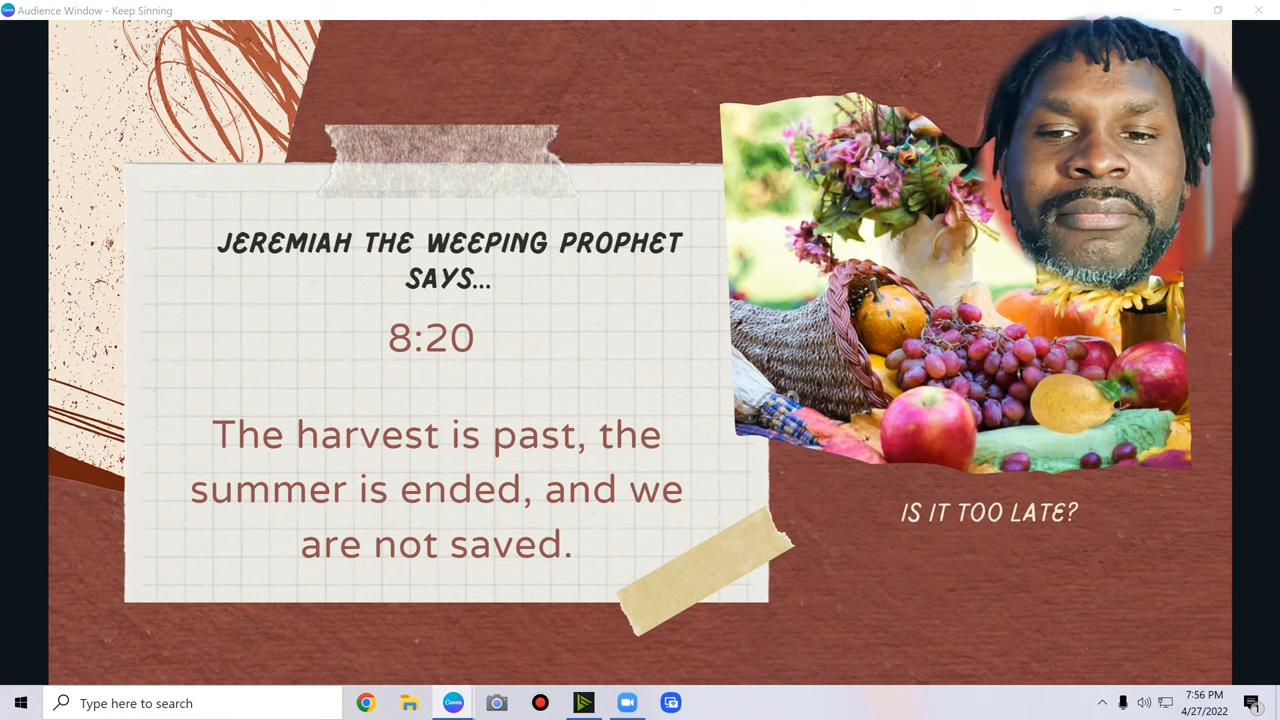 Audience Window - Keep Sinning
JEREMIAH THE WEEPING PROPHET
SAYS...
8:20
The harvest is past, the
summer is ended, and we
are not saved.
IS IT TOO LATE?
Type here to search
Canva
7:56 PM
4/27/2022
1